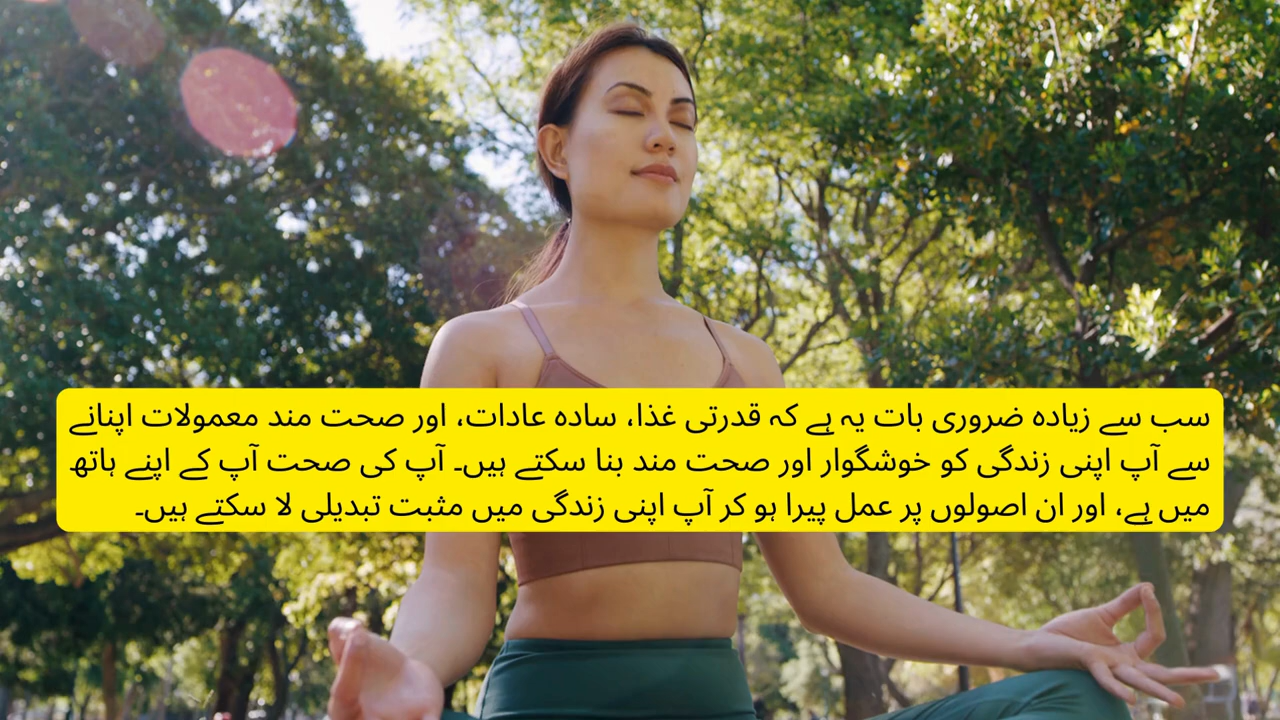 سب سے زیادہ ضروری بات یہ ہے کہ قدرتی غذا، سادہ عادات، اور صحت مند معمولات اپنانے
سے آپ اپنی زندگی کو خوشگوار اور صحت مند بنا سکتے ہیں۔ آپ کی صحت آپ کے اپنے ہاتھ
میں ہے، اور ان اصولوں پر عمل پیرا ہو کر آپ اپنی زندگی میں مثبت تبدیلی لا سکتے ہیں۔